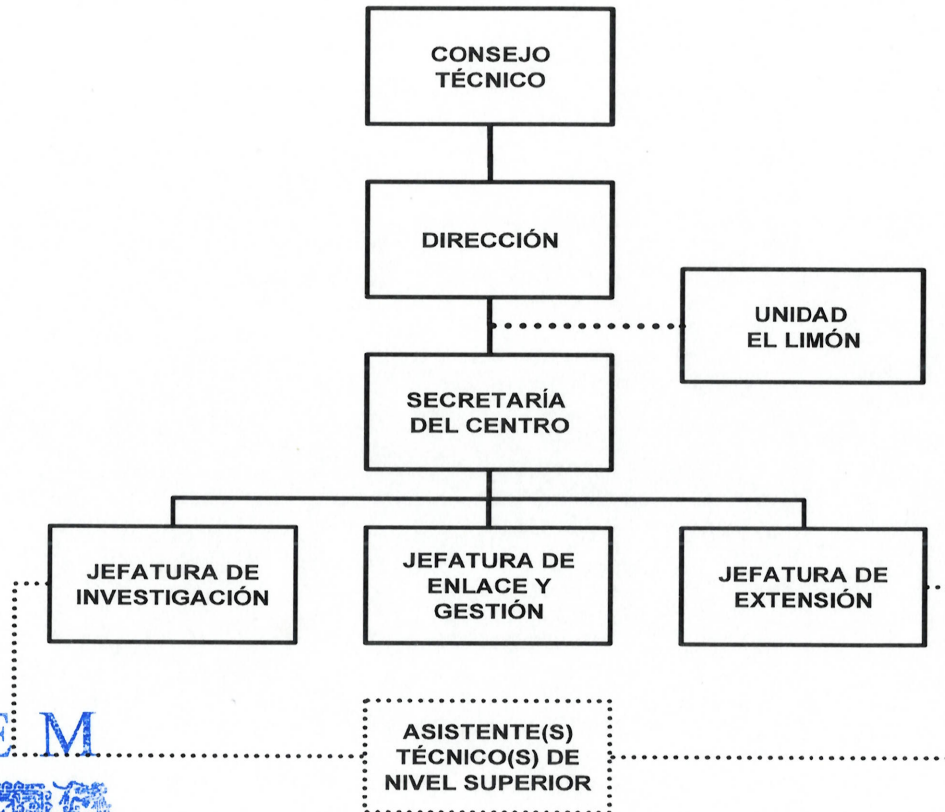 CONSEJO
TÉCNICO
DIRECCIÓN
UNIDAD
EL LIMÓN
SECRETARÍA
DEL CENTRO
JEFATURA DE
INVESTIGACIÓN
JEFATURA DE
ENLACE Y
GESTIÓN
JEFATURA DE
EXTENSIÓN
E M
ASISTENTE(S)
TÉCNICO(S) DE
NIVEL SUPERIOR